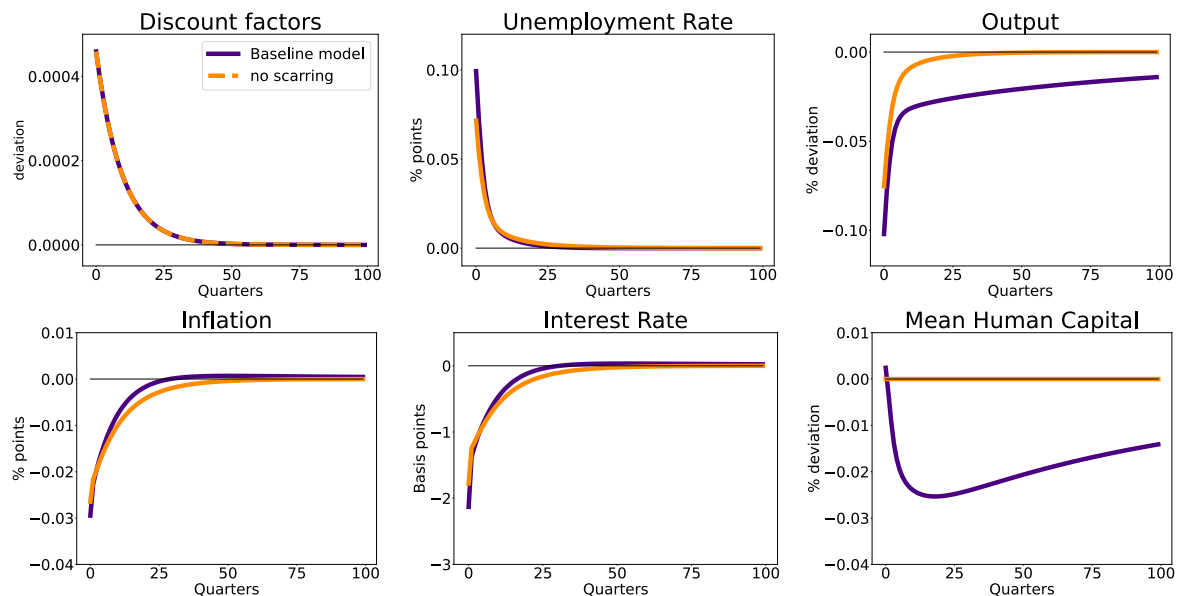 Discount factors
0.0004
0.0002
0.0000
deviation
Baseline model
no scarring
0 25 50 75 100
Quarters
Unemployment Rate
0.10
0.05
0.00
% points
0 25 50 75 100
Quarters
Output
0.00
−0.05
−0.10
% deviation
0 25 50 75 100
Quarters
Inflation
0.01
0.00
−0.01
−0.02
−0.03
−0.04
% points
0 25 50 75 100
Quarters
Interest Rate
0
−1
−2
−3
Basis points
0 25 50 75 100
Quarters
Mean Human Capital
0.01
0.00
−0.01
−0.02
−0.03
−0.04
% deviation
0 25 50 75 100
Quarters